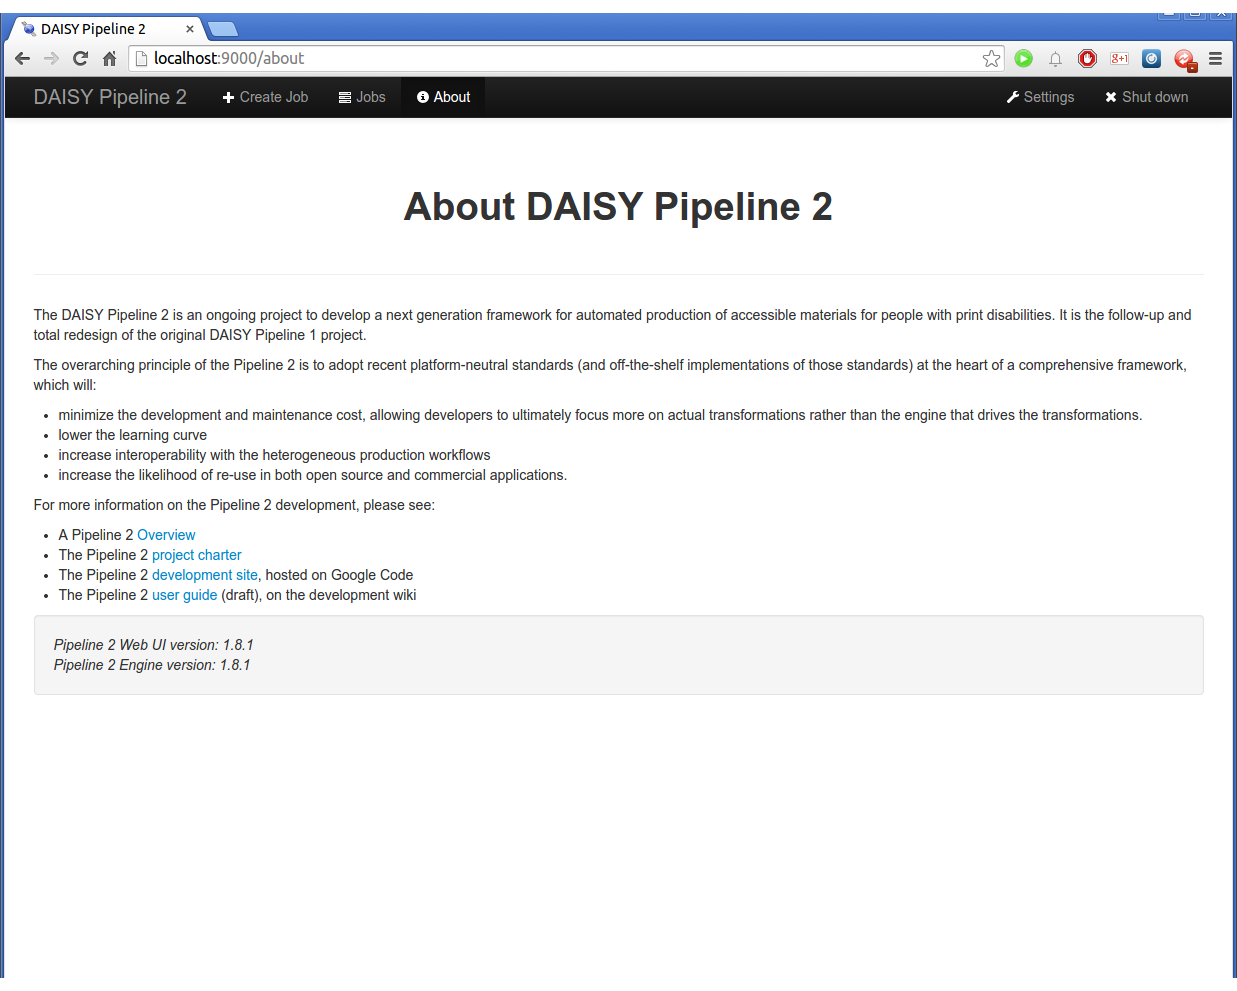 DAISY Pipeline 2
localhost:9000/about
DAISY Pipeline 2 Create Job Jobs About Settings Shut down
About DAISY Pipeline 2
The DAISY Pipeline 2 is an ongoing project to develop a next generation framework for automated production of accessible materials for people with print disabilities. It is the follow-up and
total redesign of the original DAISY Pipeline 1 project.
The overarching principle of the Pipeline 2 is to adopt recent platform-neutral standards (and off-the-shelf implementations of those standards) at the heart of a comprehensive framework,
which will:
• minimize the development and maintenance cost, allowing developers to ultimately focus more on actual transformations rather than the engine that drives the transformations.
• lower the learning curve
• increase interoperability with the heterogeneous production workflows
• increase the likelihood of re-use in both open source and commercial applications.
For more information on the Pipeline 2 development, please see:
• A Pipeline 2 Overview
• The Pipeline 2 project charter
• The Pipeline 2 development site, hosted on Google Code
• The Pipeline 2 user guide (draft), on the development wiki
Pipeline 2 Web UI version: 1.8.1
Pipeline 2 Engine version: 1.8.1